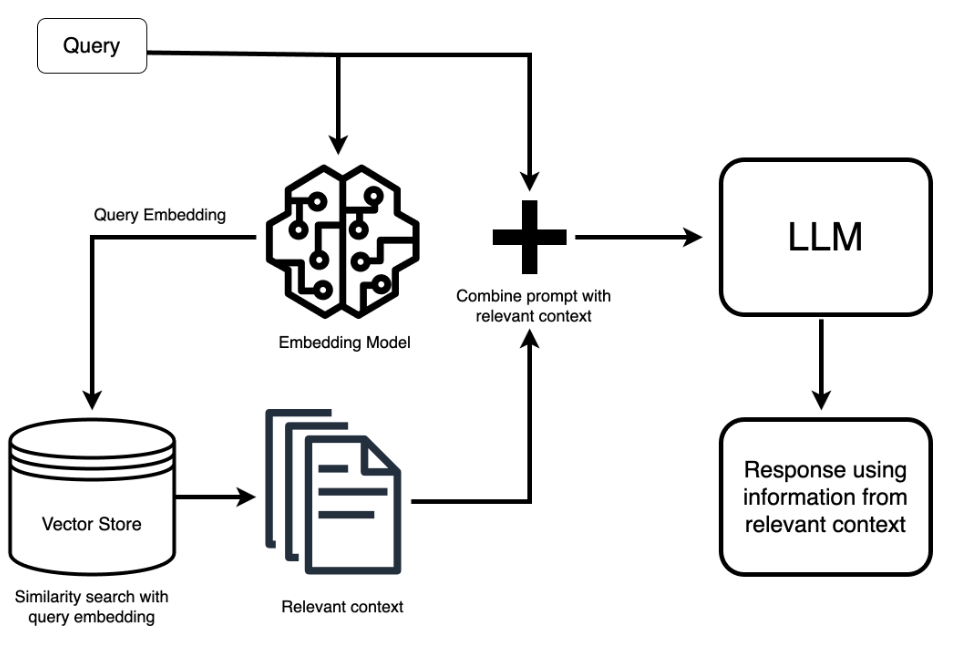 Query
Query Embedding
Embedding Model
Combine prompt with
relevant context
LLM
Vector Store
Similarity search with
query embedding
Relevant context
Response using
information from
relevant context